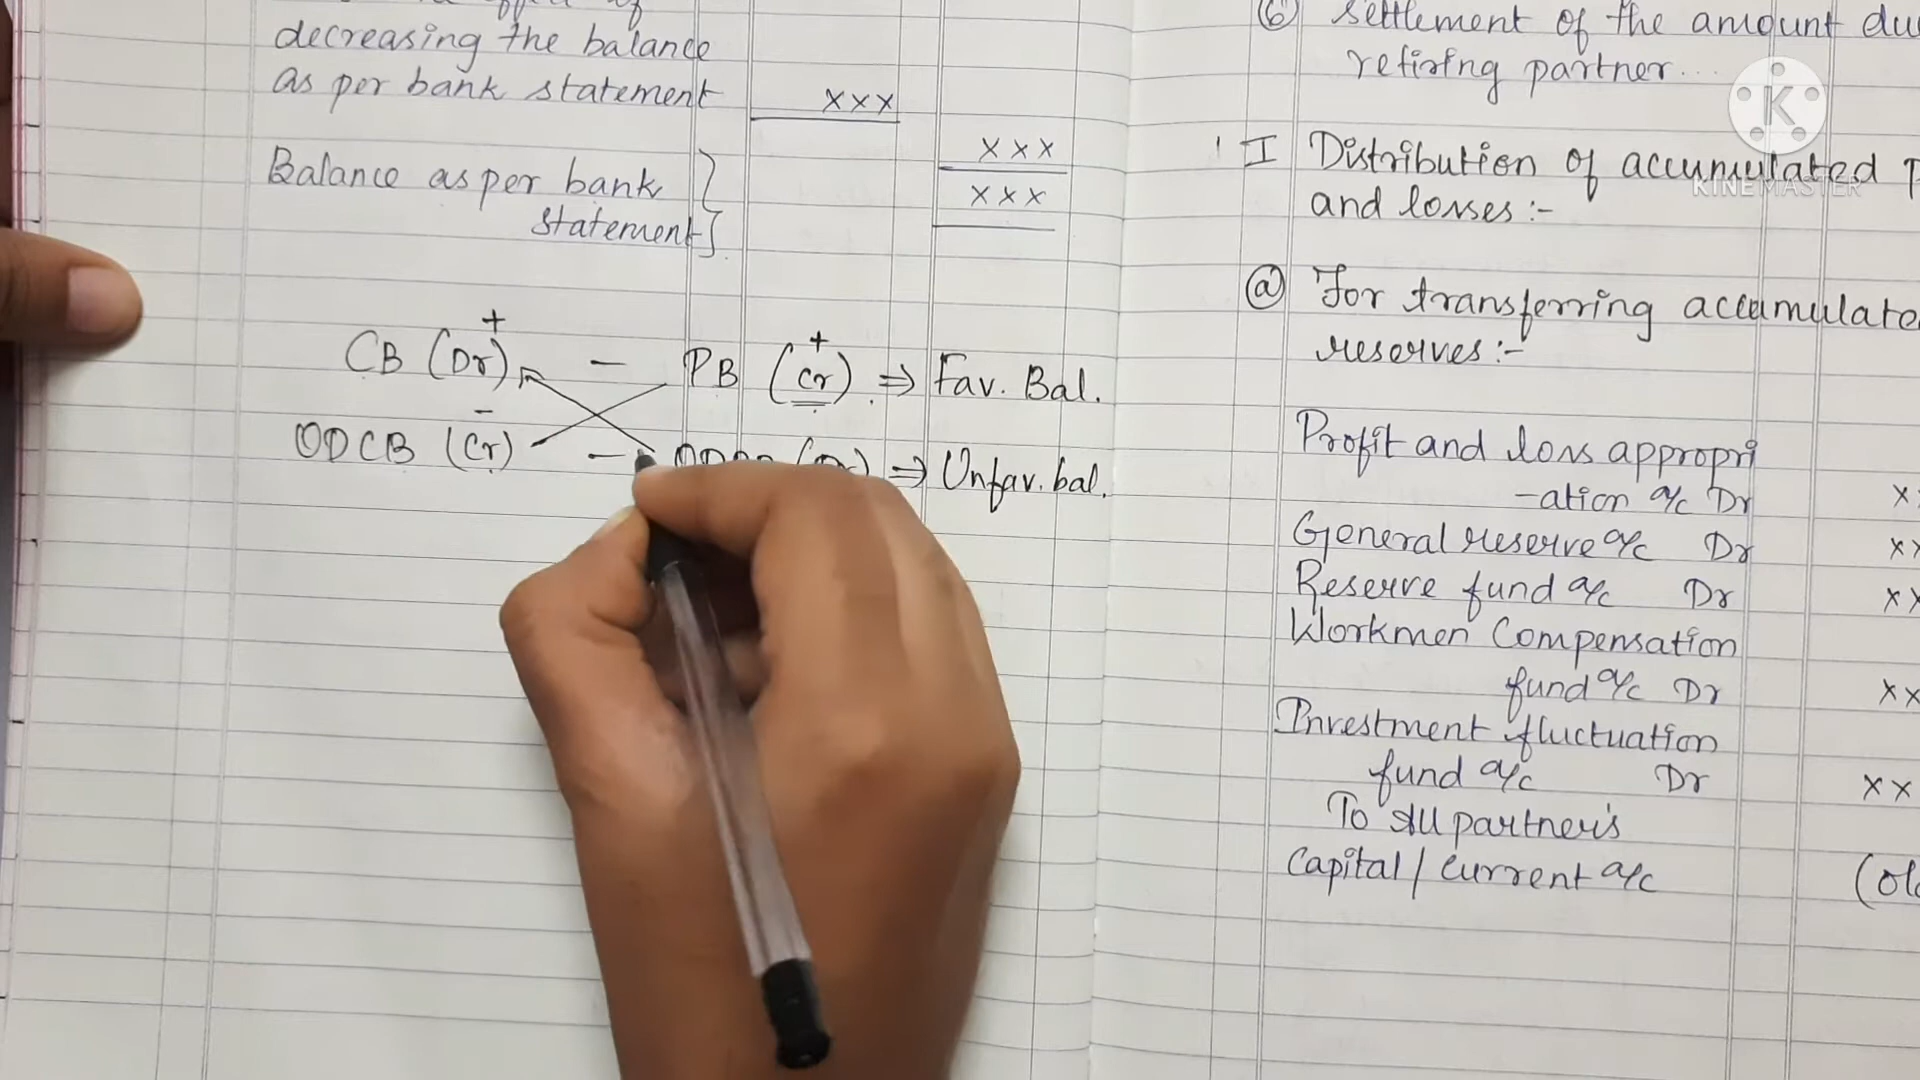 decreasing the balance
as per bank statement xxx
xxx
Balance as per bank
statement
xxx
CB (Dr) + - PB (Cr) + ⇒ Fav. Bal.
ODCB (Cr) - - ⇒ Unfav. bal.
⑥ Settlement of the amount du
retiring partner...
I Distribution of accumulated P
and losses :-
ⓐ For transferring accumulate
reserves :-
Profit and loss appropri
-ation a/c Dr x
General reserve a/c Dr xx
Reserve fund a/c Dr xx
Workmen Compensation
fund a/c Dr xx
Investment fluctuation
fund a/c Dr xx
To all partner's
Capital / Current a/c (old
K
KINEMASTER